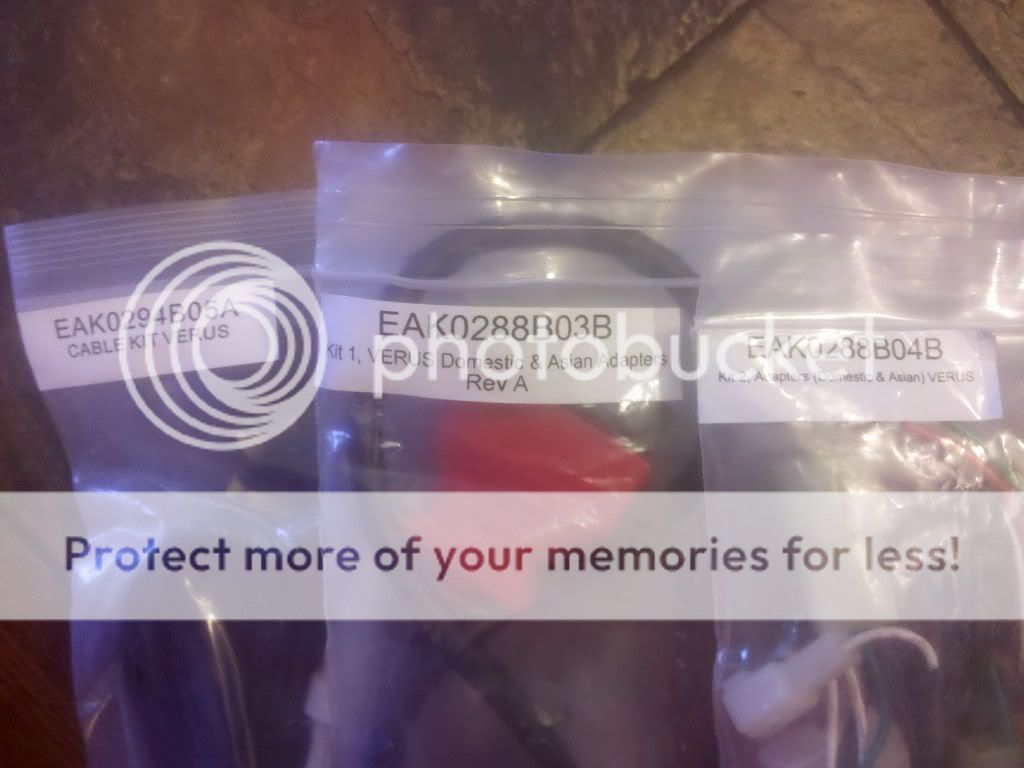 EAK0294B05A
CABLE KIT VERUS
EAK0288B03B
Kit 1, VERUS Domestic & Asian Adapters
Rev A
EAK0288B04B
Kit 2, Adapters (Domestic & Asian) VERUS
photobucket
Protect more of your memories for less!